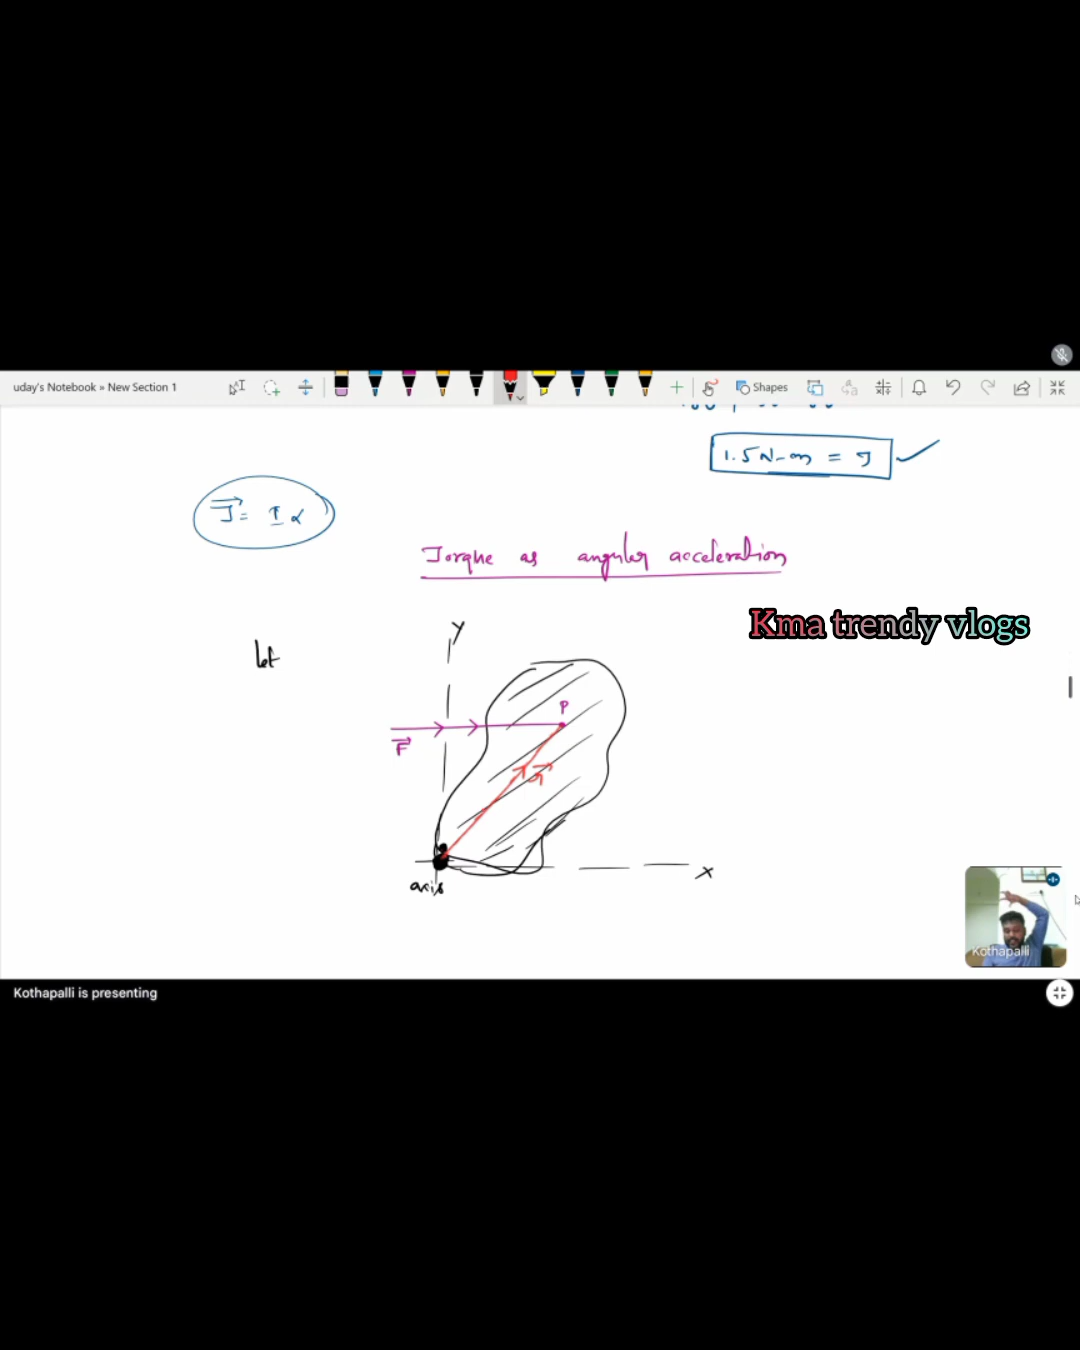 uday's Notebook » New Section 1
Shapes
1.5 N-m = J
J = I α
Torque as angular acceleration
Kma trendy vlogs
y
let
P
F
r
x
axis
Kothapalli
Kothapalli is presenting